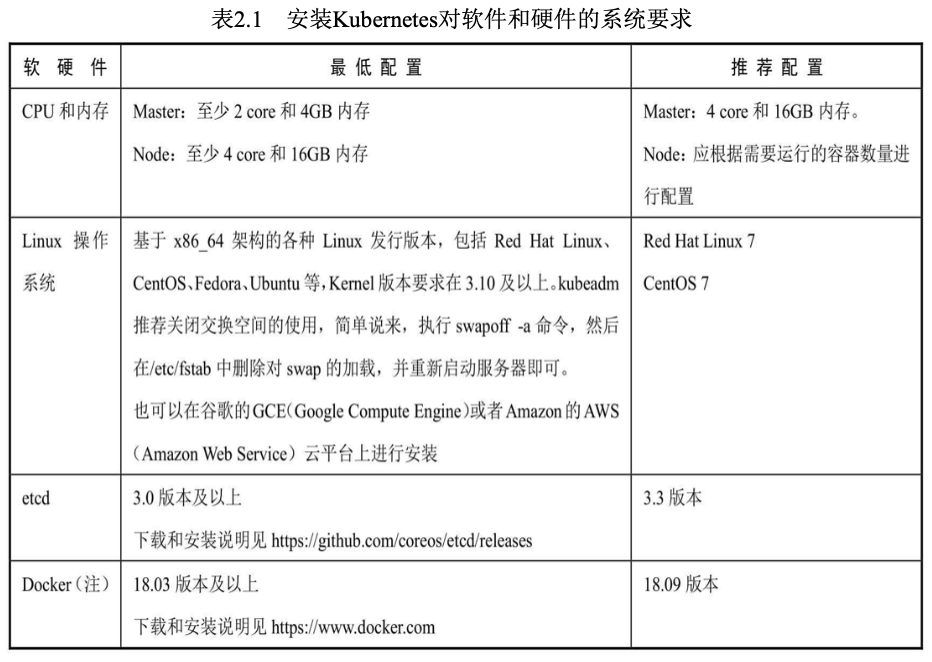 表2.1 安装Kubernetes对软件和硬件的系统要求
软 硬 件
最 低 配 置
推 荐 配 置
CPU 和内存
Master：至少 2 core 和 4GB 内存
Node：至少 4 core 和 16GB 内存
Master：4 core 和 16GB 内存。
Node：应根据需要运行的容器数量进
行配置
Linux 操作
系统
基于 x86_64 架构的各种 Linux 发行版本，包括 Red Hat Linux、
CentOS、Fedora、Ubuntu 等，Kernel 版本要求在 3.10 及以上。kubeadm
推荐关闭交换空间的使用，简单说来，执行 swapoff -a 命令，然后
在/etc/fstab 中删除对 swap 的加载，并重新启动服务器即可。
也可以在谷歌的 GCE（Google Compute Engine）或者 Amazon 的 AWS
（Amazon Web Service）云平台上进行安装
Red Hat Linux 7
CentOS 7
etcd
3.0 版本及以上
下载和安装说明见 https://github.com/coreos/etcd/releases
3.3 版本
Docker（注）
18.03 版本及以上
下载和安装说明见 https://www.docker.com
18.09 版本